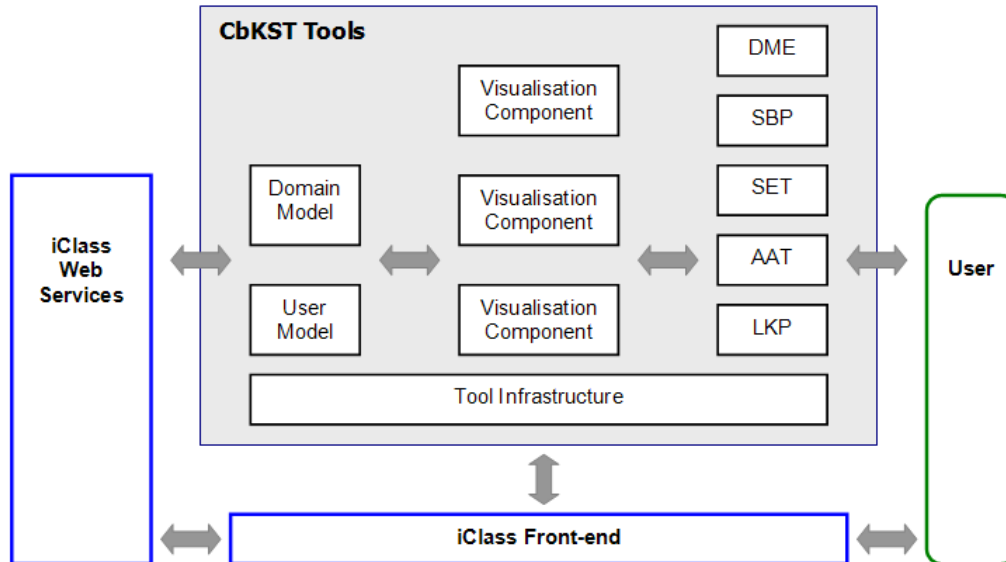 CbKST Tools
DME
Visualisation
Component
SBP
Domain
Model
Visualisation
Component
SET
iClass
Web
Services
AAT
User
User
Model
Visualisation
Component
LKP
Tool Infrastructure
iClass Front-end